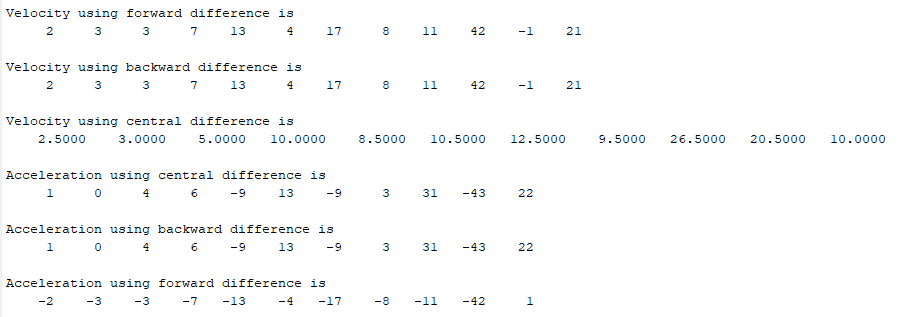 Velocity using forward difference is
2 3 3 7 13 4 17 8 11 42 -1 21
Velocity using backward difference is
2 3 3 7 13 4 17 8 11 42 -1 21
Velocity using central difference is
2.5000 3.0000 5.0000 10.0000 8.5000 10.5000 12.5000 9.5000 26.5000 20.5000 10.0000
Acceleration using central difference is
1 0 4 6 -9 13 -9 3 31 -43 22
Acceleration using backward difference is
1 0 4 6 -9 13 -9 3 31 -43 22
Acceleration using forward difference is
-2 -3 -3 -7 -13 -4 -17 -8 -11 -42 1